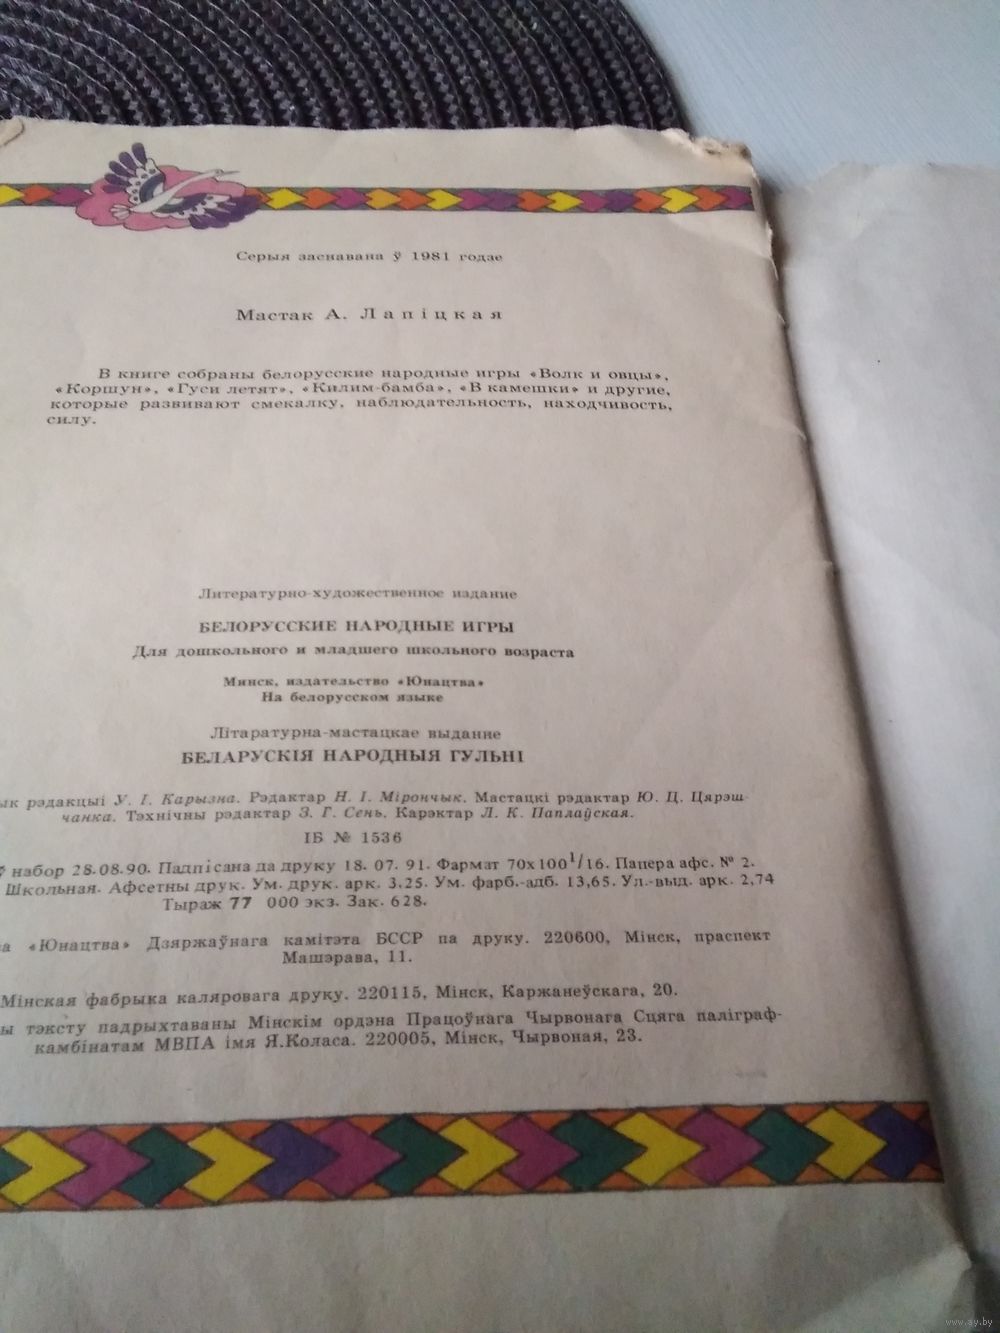 Серыя заснавана ў 1981 годзе
Мастак А. Лапіцкая
В книге собраны белорусские народные игры «Волк и овцы»,
«Коршун», «Гуси летят», «Килим-бамба», «В камешки» и другие,
которые развивают смекалку, наблюдательность, находчивость,
силу.
Литературно-художественное издание
БЕЛОРУССКИЕ НАРОДНЫЕ ИГРЫ
Для дошкольного и младшего школьного возраста
Минск, издательство «Юнацтва»
На белорусском языке
Літаратурна-мастацкае выданне
БЕЛАРУСКІЯ НАРОДНЫЯ ГУЛЬНІ
рэдакцыі У. І. Карызна. Рэдактар Н. І. Мірончык. Мастацкі рэдактар Ю. Ц. Цярэш-
чанка. Тэхнічны рэдактар З. Г. Сень. Карэктар Л. К. Паплаўская.
ІБ № 1536
ў набор 28.08.90. Падпісана да друку 18. 07. 91. Фармат 70х100 1/16. Папера афс. № 2.
Школьная. Афсетны друк. Ум. друк. арк. 3,25. Ум. фарб.-адб. 13,65. Ул.-выд. арк. 2,74
Тыраж 77 000 экз. Зак. 628.
«Юнацтва» Дзяржаўнага камітэта БССР па друку. 220600, Мінск, праспект
Машэрава, 11.
Мінская фабрыка каляровага друку. 220115, Мінск, Каржанеўскага, 20.
тэксту падрыхтаваны Мінскім ордэна Працоўнага Чырвонага Сцяга паліграф-
камбінатам МВПА імя Я.Коласа. 220005, Мінск, Чырвоная, 23.
www.ay.by